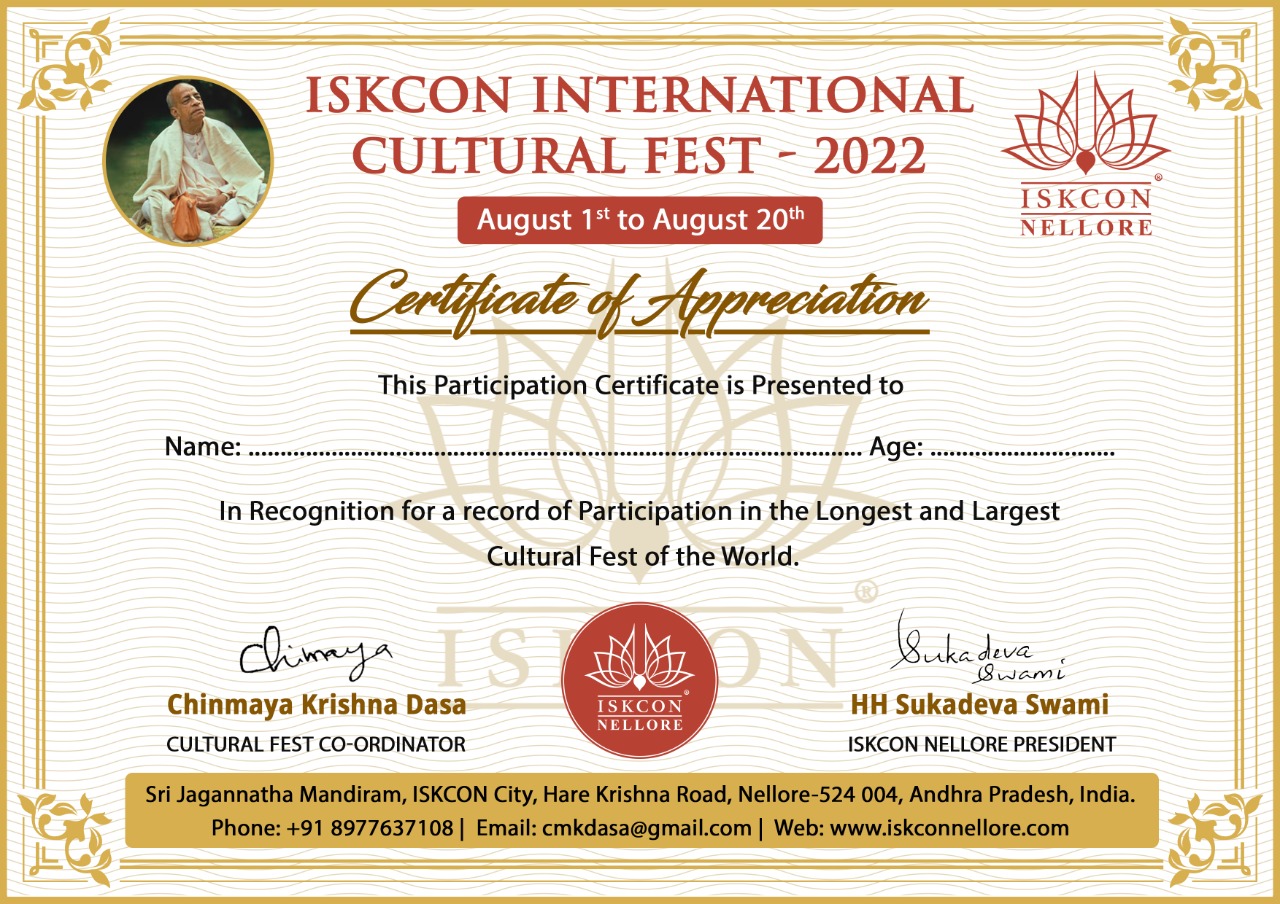 ISKCON INTERNATIONAL
CULTURAL FEST - 2022
August 1st to August 20th
ISKCON
NELLORE
Certificate of Appreciation
This Participation Certificate is Presented to
Name: .................................................................................................. Age: .............................
In Recognition for a record of Participation in the Longest and Largest
Cultural Fest of the World.
ISKCON
Chinmaya
Sukadeva
Swami
Chinmaya Krishna Dasa
HH Sukadeva Swami
ISKCON
NELLORE
CULTURAL FEST CO-ORDINATOR
ISKCON NELLORE PRESIDENT
Sri Jagannatha Mandiram, ISKCON City, Hare Krishna Road, Nellore-524 004, Andhra Pradesh, India.
Phone: +91 8977637108 | Email: cmkdasa@gmail.com | Web: www.iskconnellore.com